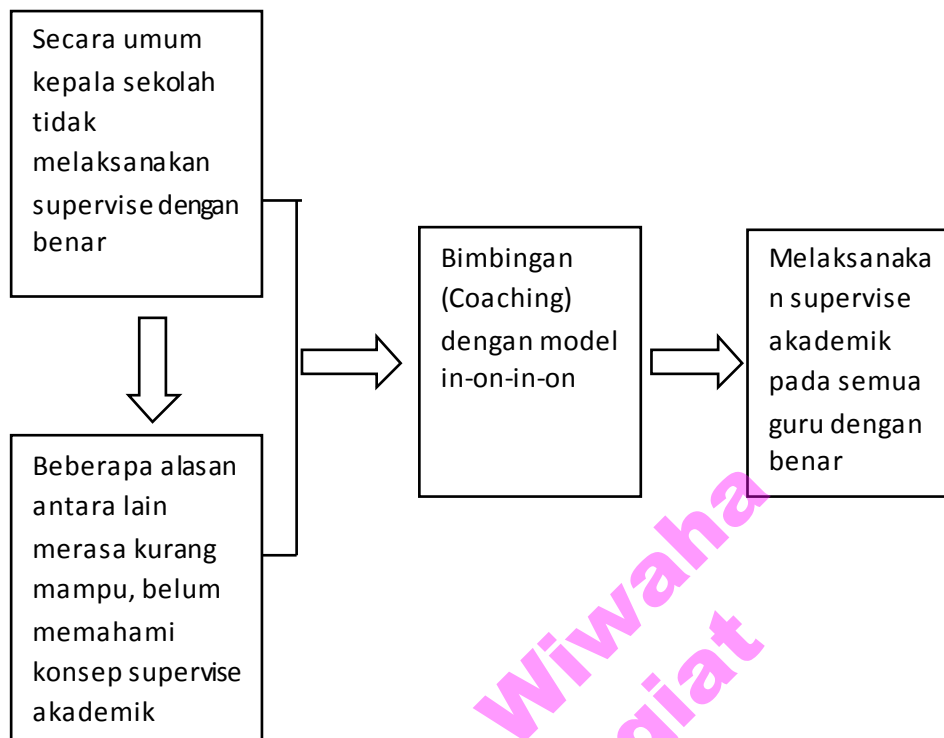 Secara umum
kepala sekolah
tidak
melaksanakan
supervise dengan
benar
Beberapa alasan
antara lain
merasa kurang
mampu, belum
memahami
konsep supervise
akademik
Bimbingan
(Coaching)
dengan model
in-on-in-on
Melaksanaka
n supervise
akademik
pada semua
guru dengan
benar
Wiwaha